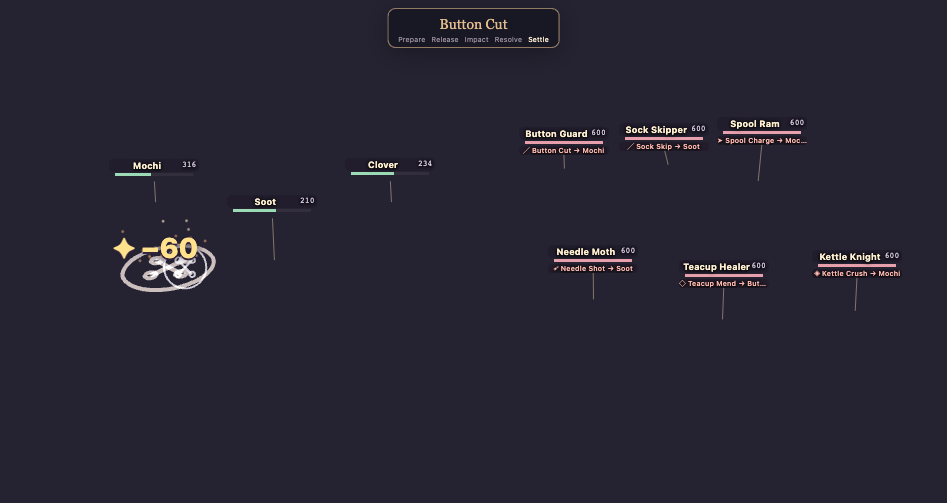 Button Cut
Prepare Release Impact Resolve Settle
Button Guard 600
Button Cut → Mochi
Sock Skipper 600
Sock Skip → Soot
Spool Ram 600
Spool Charge → Moc...
Mochi 316
Soot 210
Clover 234
-60
Needle Moth 600
Needle Shot → Soot
Teacup Healer 600
Teacup Mend → But...
Kettle Knight 600
Kettle Crush → Mochi